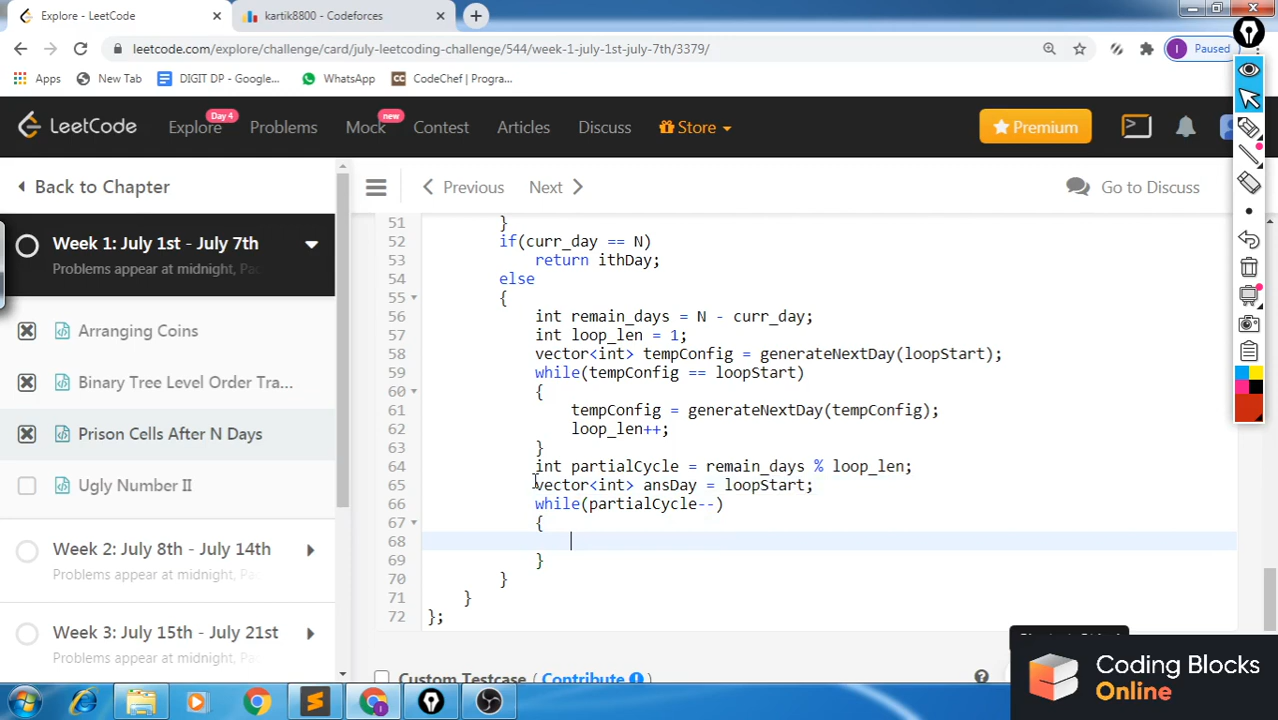 Explore - LeetCode
kartik8800 - Codeforces
leetcode.com/explore/challenge/card/july-leetcoding-challenge/544/week-1-july-1st-july-7th/3379/
I Paused
Apps New Tab DIGIT DP - Google... WhatsApp CodeChef | Progra...
LeetCode Explore Day 4 Problems Mock new Contest Articles Discuss Store Premium
Back to Chapter
Previous Next Go to Discuss
Week 1: July 1st - July 7th
Problems appear at midnight, Pac
Arranging Coins
Binary Tree Level Order Tra...
Prison Cells After N Days
Ugly Number II
Week 2: July 8th - July 14th
Problems appear at midnight, Pa
Week 3: July 15th - July 21st
Problems appear at midnight, Pa
51 }
52 if(curr_day == N)
53 return ithDay;
54 else
55 {
56 int remain_days = N - curr_day;
57 int loop_len = 1;
58 vector<int> tempConfig = generateNextDay(loopStart);
59 while(tempConfig == loopStart)
60 {
61 tempConfig = generateNextDay(tempConfig);
62 loop_len++;
63 }
64 int partialCycle = remain_days % loop_len;
65 vector<int> ansDay = loopStart;
66 while(partialCycle--)
67 {
68
69 }
70 }
71 }
72 };
Custom Testcase ( Contribute )
Coding Blocks
Online